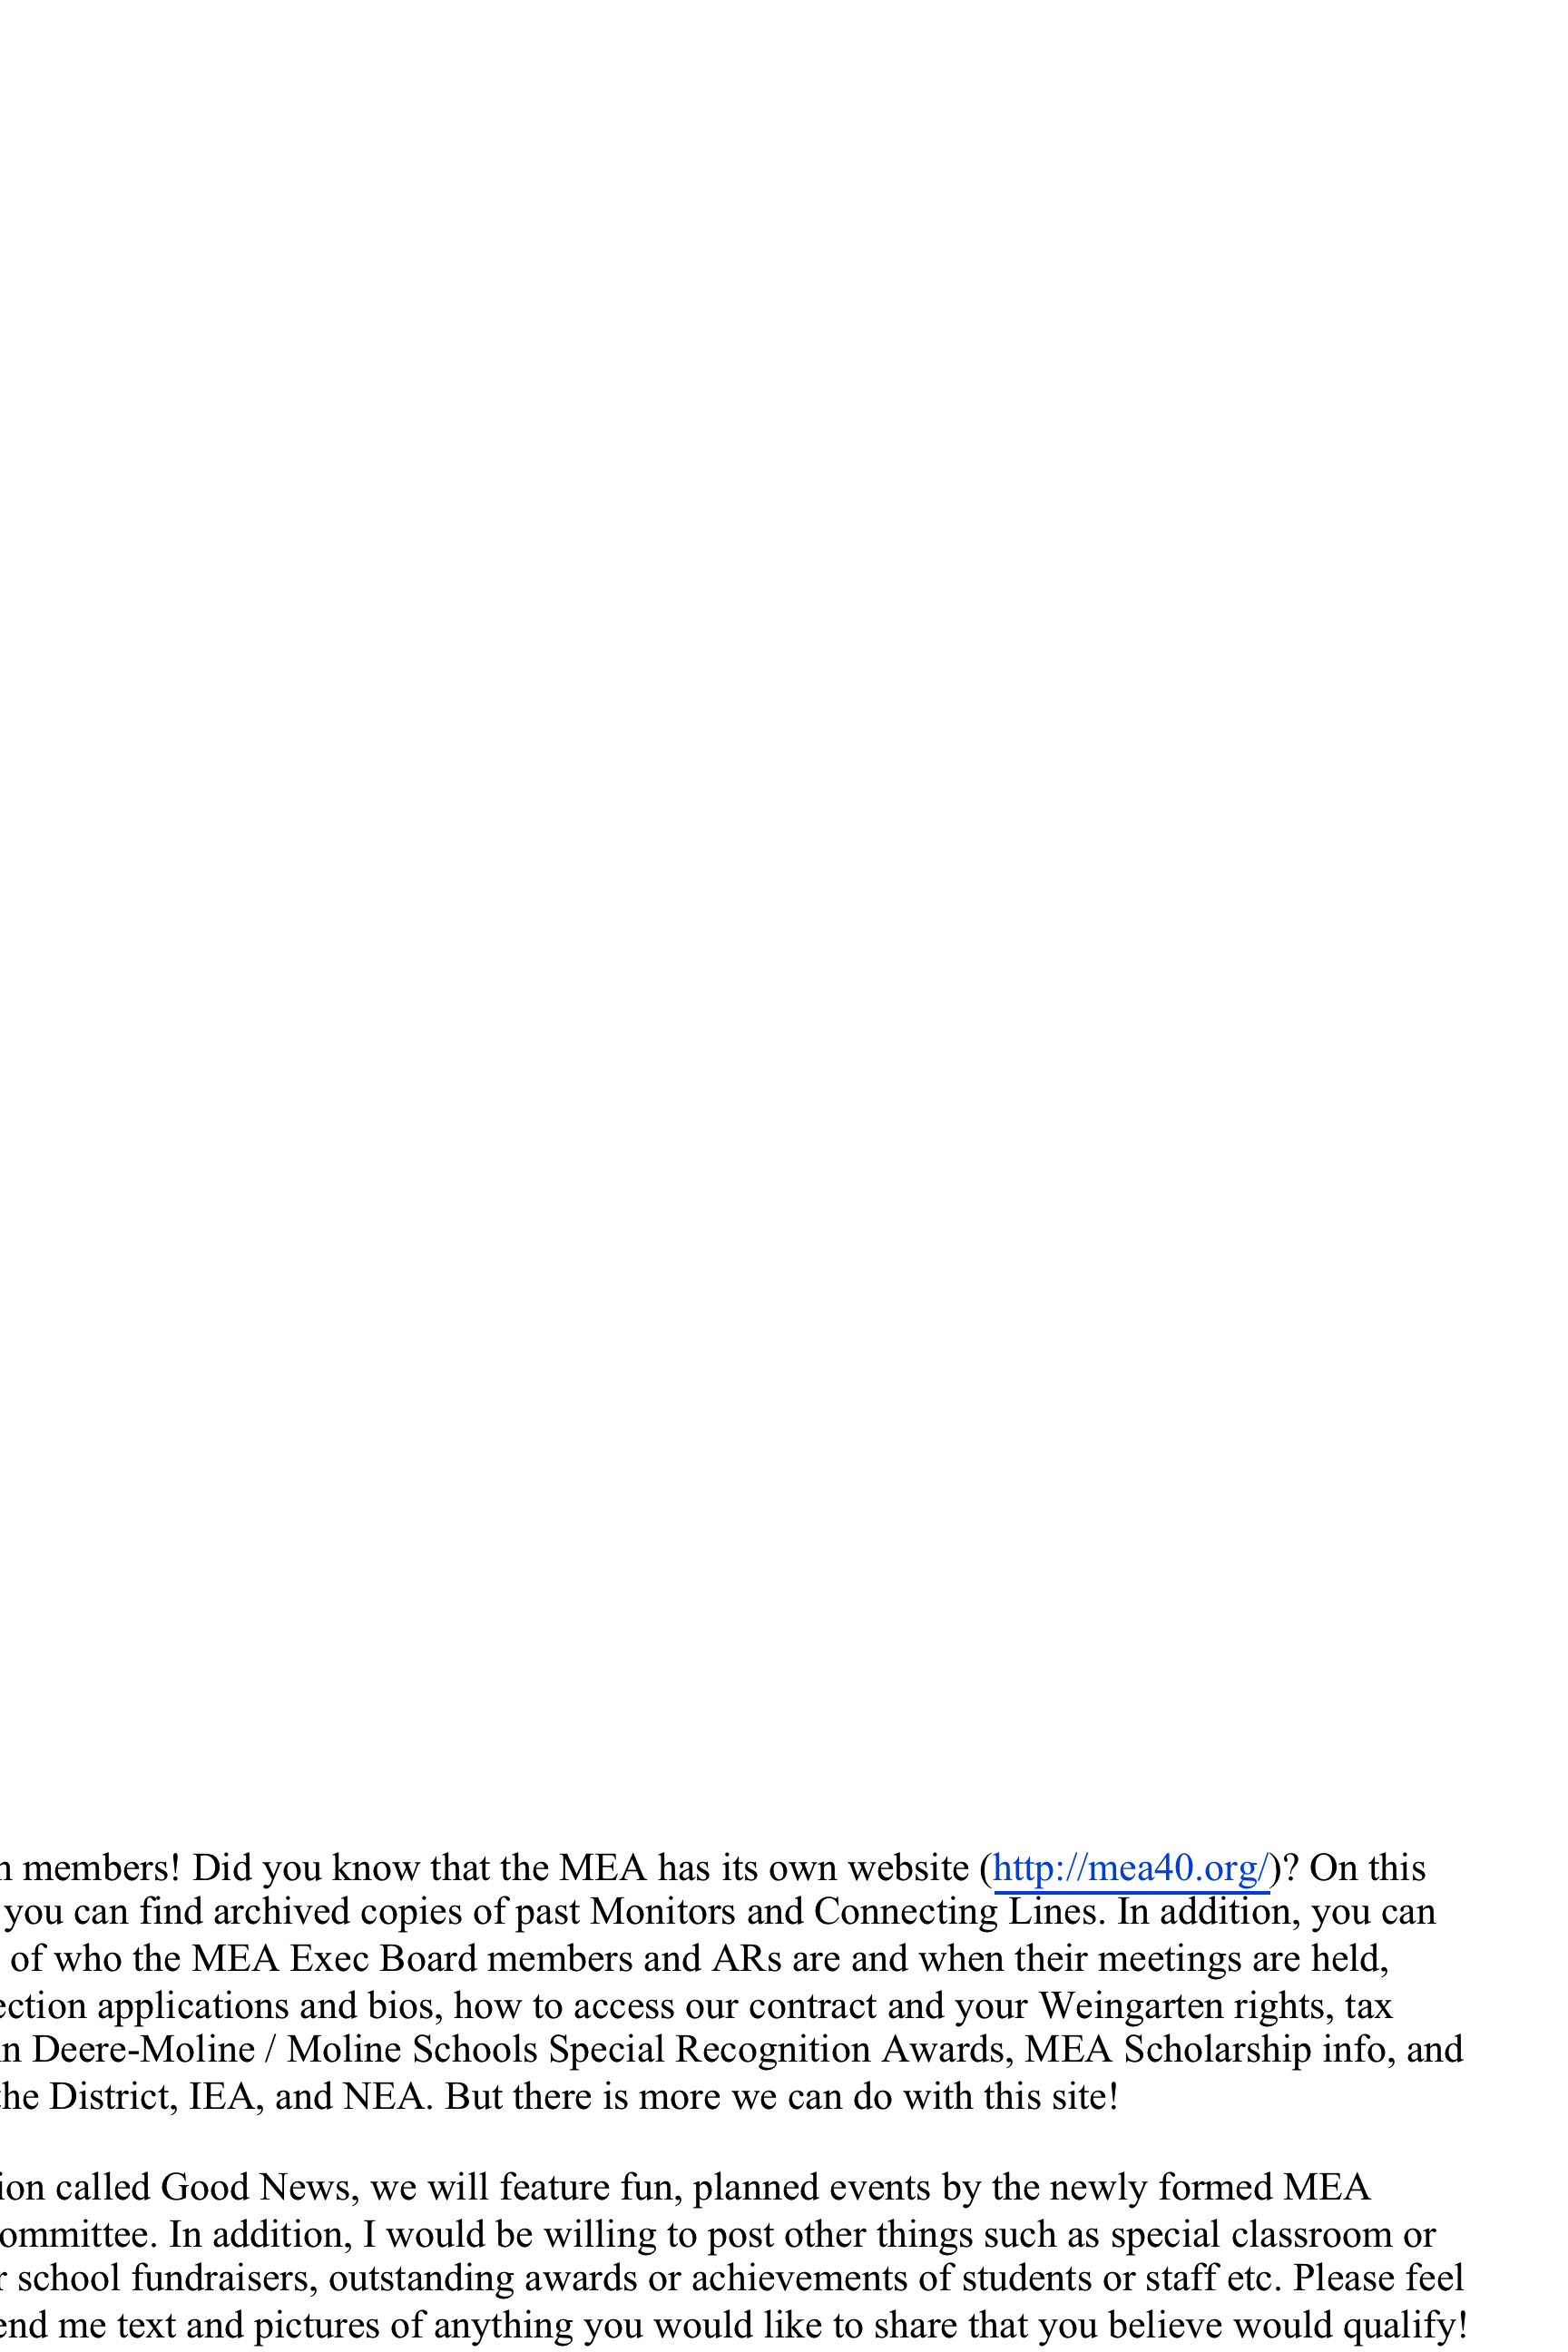 members! Did you know that the MEA has its own website (http://mea40.org/)? On this
you can find archived copies of past Monitors and Connecting Lines. In addition, you can
of who the MEA Exec Board members and ARs are and when their meetings are held,
ection applications and bios, how to access our contract and your Weingarten rights, tax
n Deere-Moline / Moline Schools Special Recognition Awards, MEA Scholarship info, and
the District, IEA, and NEA. But there is more we can do with this site!
ion called Good News, we will feature fun, planned events by the newly formed MEA
ommittee. In addition, I would be willing to post other things such as special classroom or
r school fundraisers, outstanding awards or achievements of students or staff etc. Please feel
end me text and pictures of anything you would like to share that you believe would qualify!